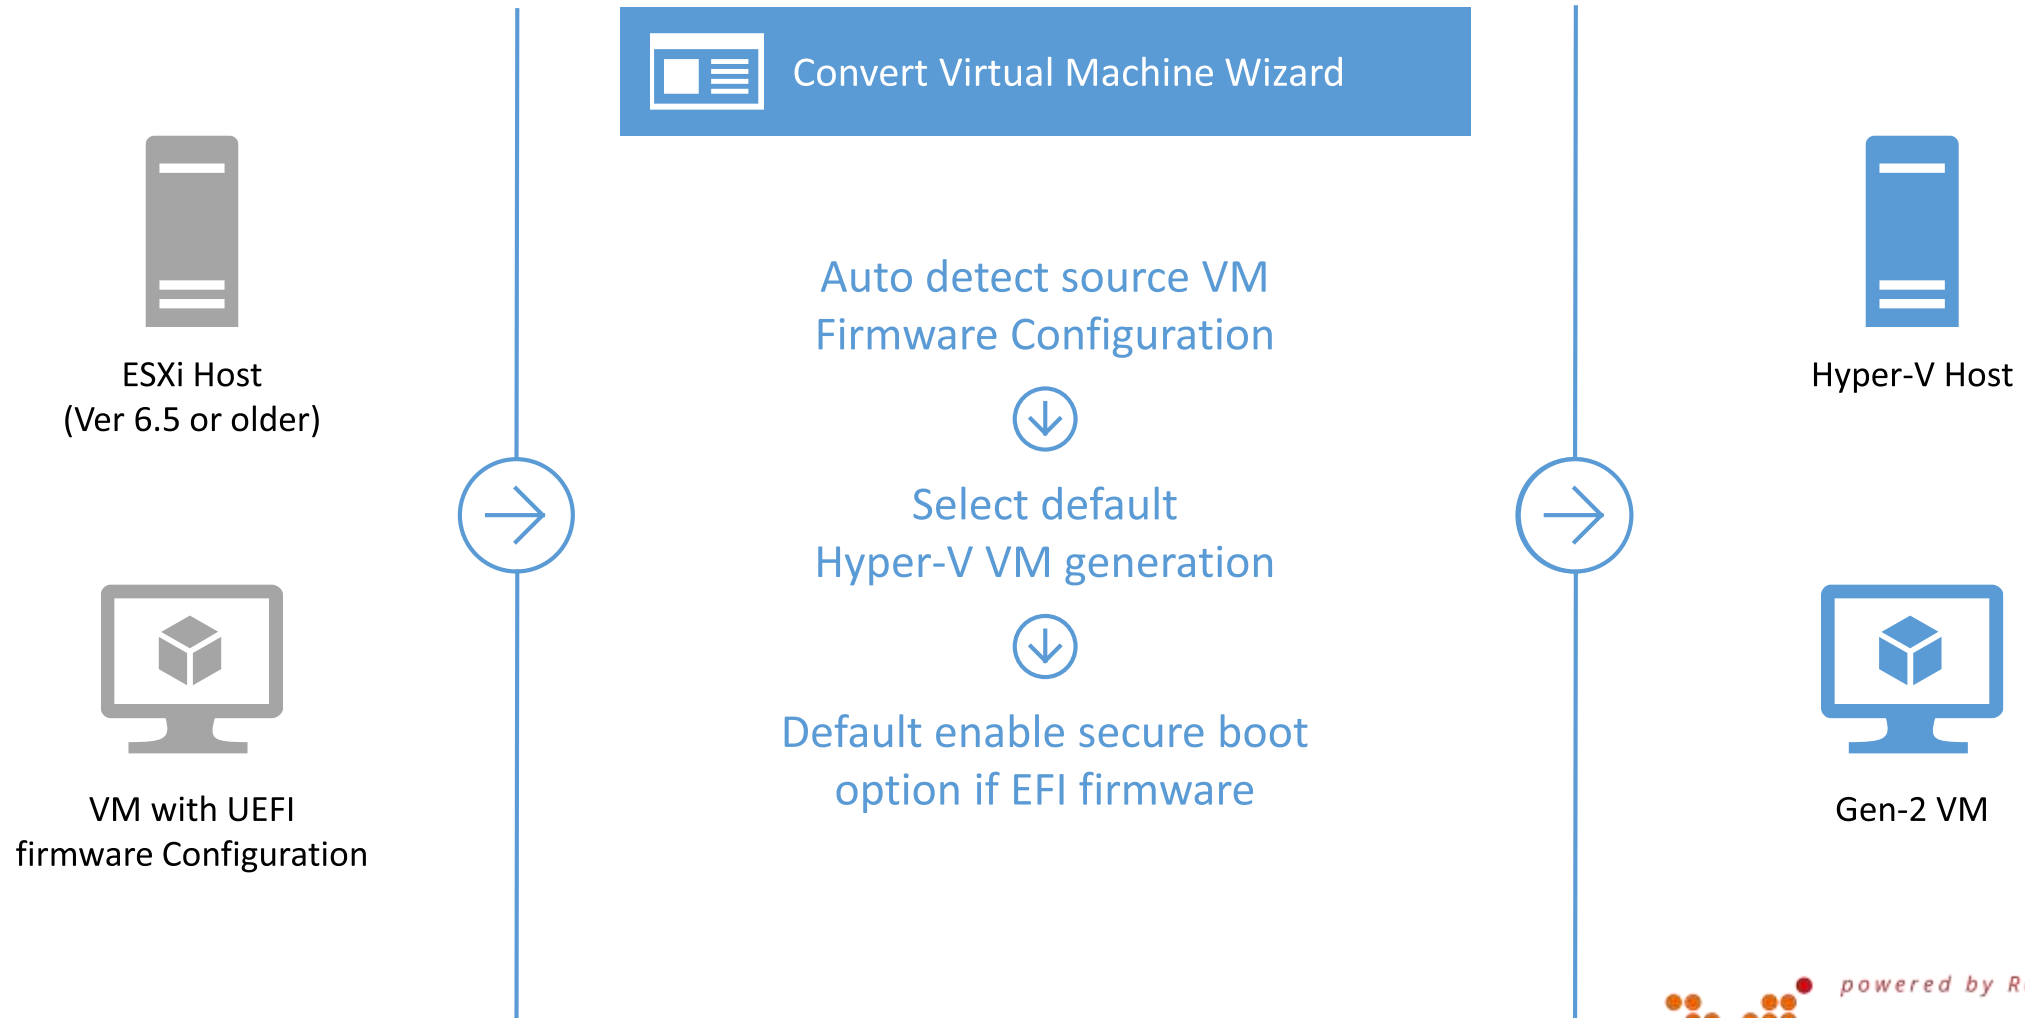 Convert Virtual Machine Wizard
ESXi Host
(Ver 6.5 or older)
VM with UEFI
firmware Configuration
Auto detect source VM
Firmware Configuration
Select default
Hyper-V VM generation
Default enable secure boot
option if EFI firmware
Hyper-V Host
Gen-2 VM
powered by